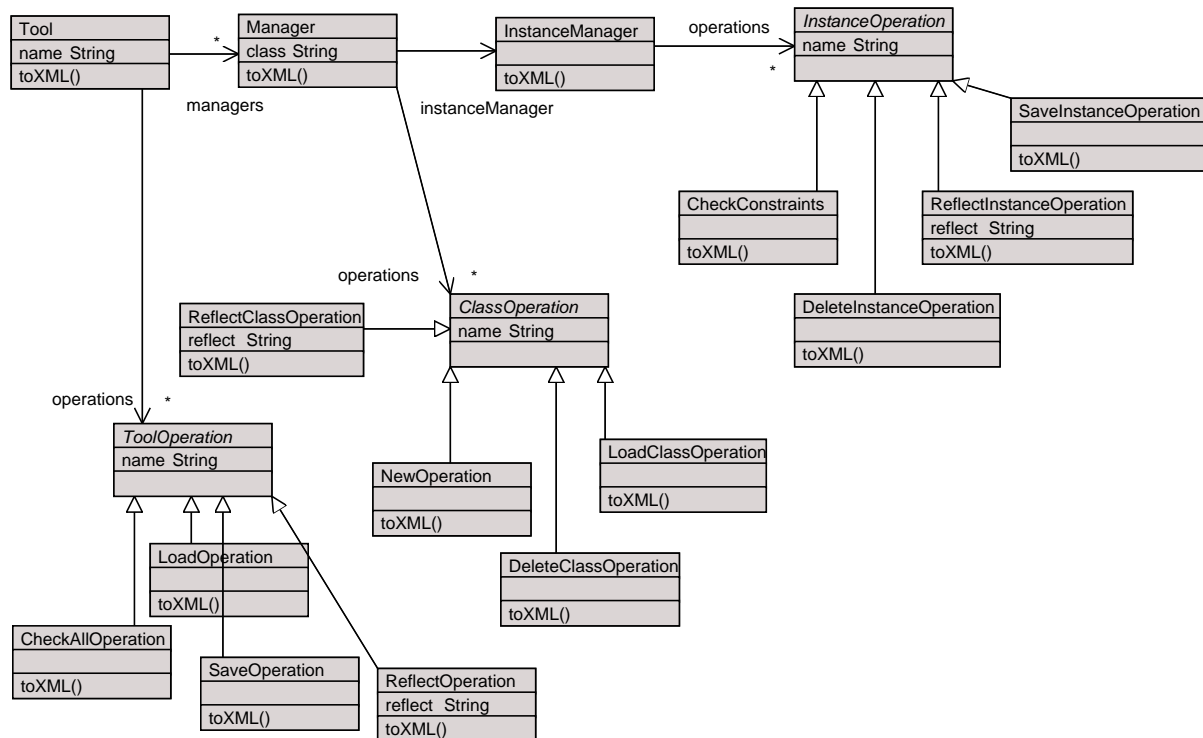 Tool
name String
toXML()
*
managers
Manager
class String
toXML()
instanceManager
InstanceManager
toXML()
operations
*
InstanceOperation
name String
SaveInstanceOperation
toXML()
CheckConstraints
toXML()
ReflectInstanceOperation
reflect String
toXML()
DeleteInstanceOperation
toXML()
operations
*
ClassOperation
name String
ReflectClassOperation
reflect String
toXML()
operations
*
ToolOperation
name String
NewOperation
toXML()
LoadClassOperation
toXML()
DeleteClassOperation
toXML()
LoadOperation
toXML()
CheckAllOperation
toXML()
SaveOperation
toXML()
ReflectOperation
reflect String
toXML()